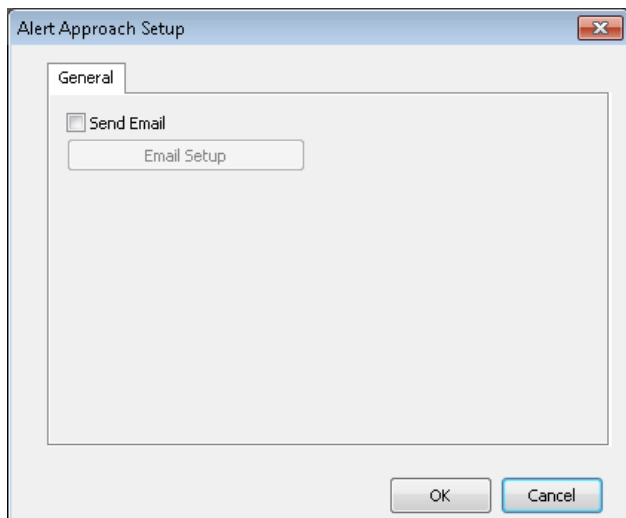 Alert Approach Setup
General
Send Email
Email Setup
OK Cancel